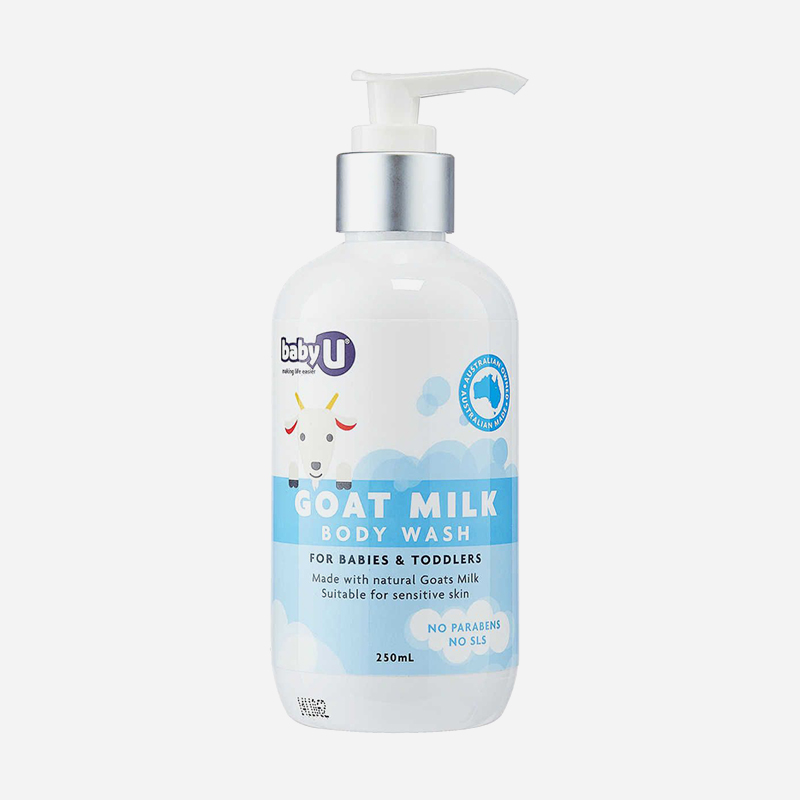 baby U®
making life easier
AUSTRALIAN OWNED
AUSTRALIAN MADE
GOAT MILK
BODY WASH
FOR BABIES & TODDLERS
Made with natural Goats Milk
Suitable for sensitive skin
NO PARABENS
NO SLS
250mL